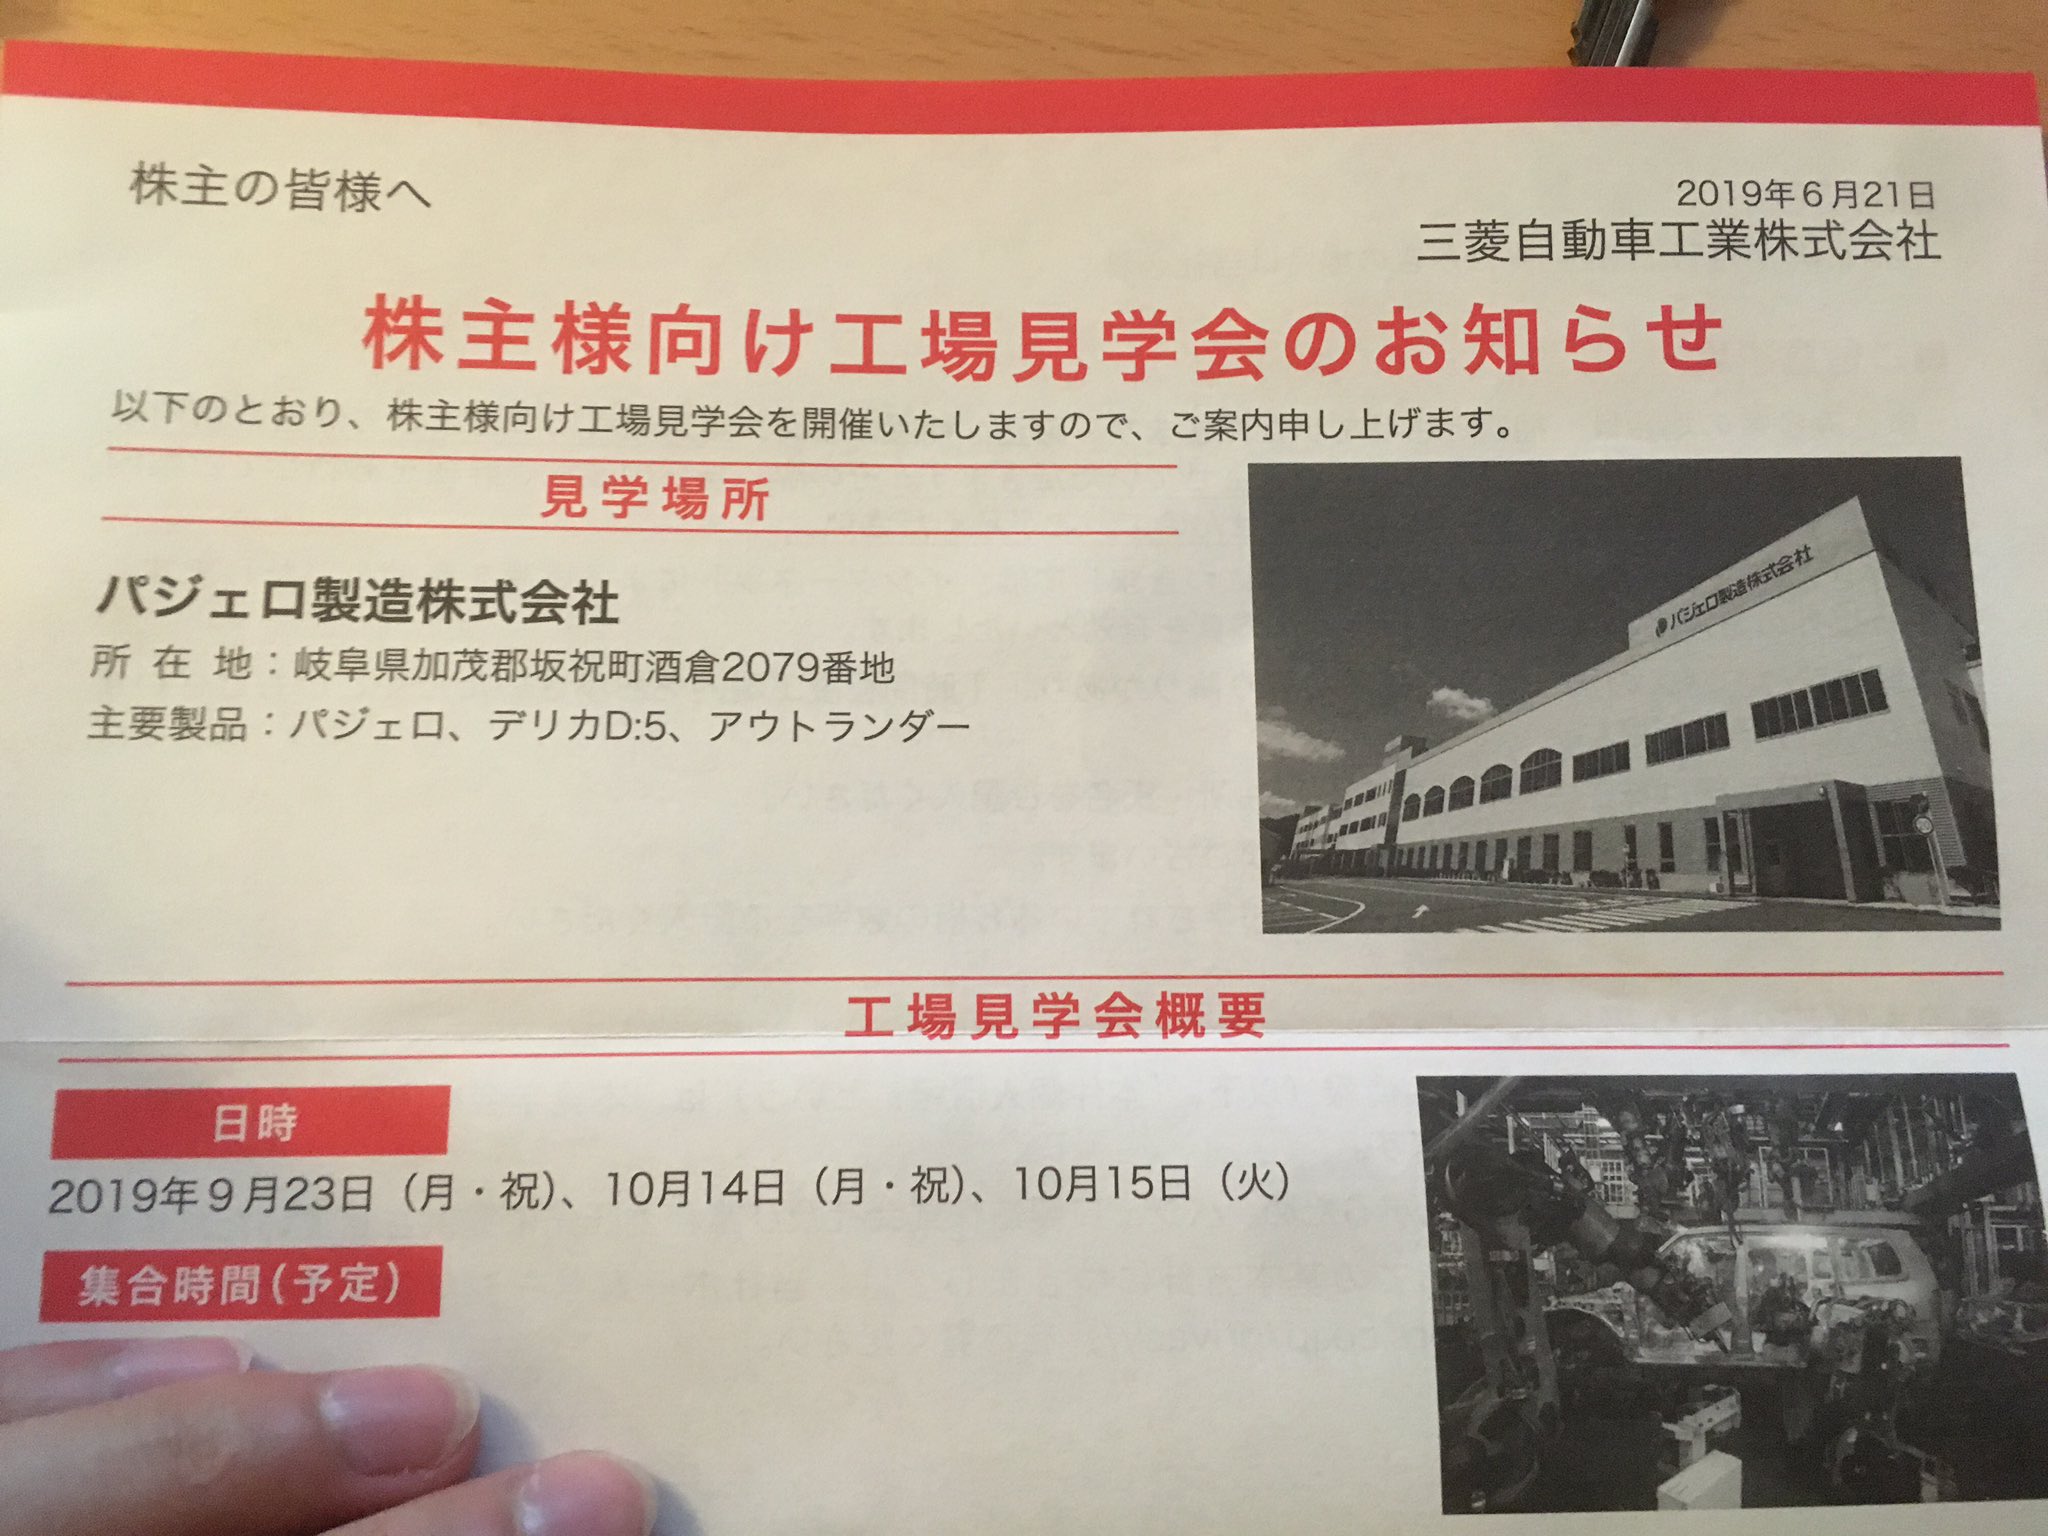 株主の皆様へ
2019年6月21日
三菱自動車工業株式会社
株主様向け工場見学会のお知らせ
以下のとおり、株主様向け工場見学会を開催いたしますので、ご案内申し上げます。
見学場所
パジェロ製造株式会社
パジェロ製造株式会社
所在地：岐阜県加茂郡坂祝町酒倉2079番地
主要製品：パジェロ、デリカD:5、アウトランダー
工場見学会概要
日時
2019年9月23日（月・祝）、10月14日（月・祝）、10月15日（火）
集合時間(予定)